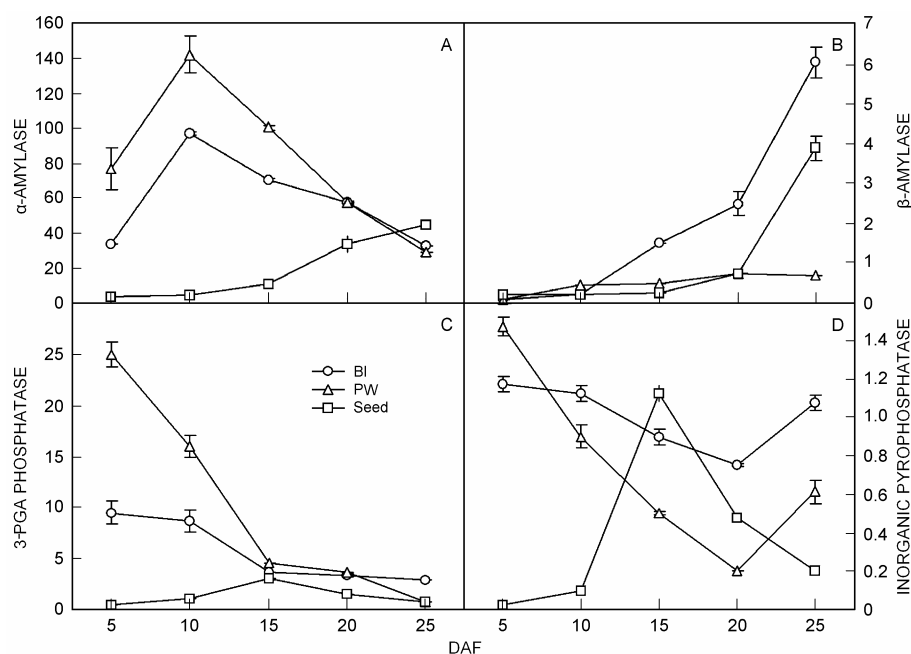 160
140
120
100
80
60
40
20
0
α-AMYLASE
A
B
7
6
5
4
3
2
1
0
β-AMYLASE
25
20
15
10
5
0
3-PGA PHOSPHATASE
C
BI
PW
Seed
D
1.4
1.2
1.0
0.8
0.6
0.4
0.2
0
INORGANIC PYROPHOSPHATASE
5 10 15 20 25 5 10 15 20 25
DAF